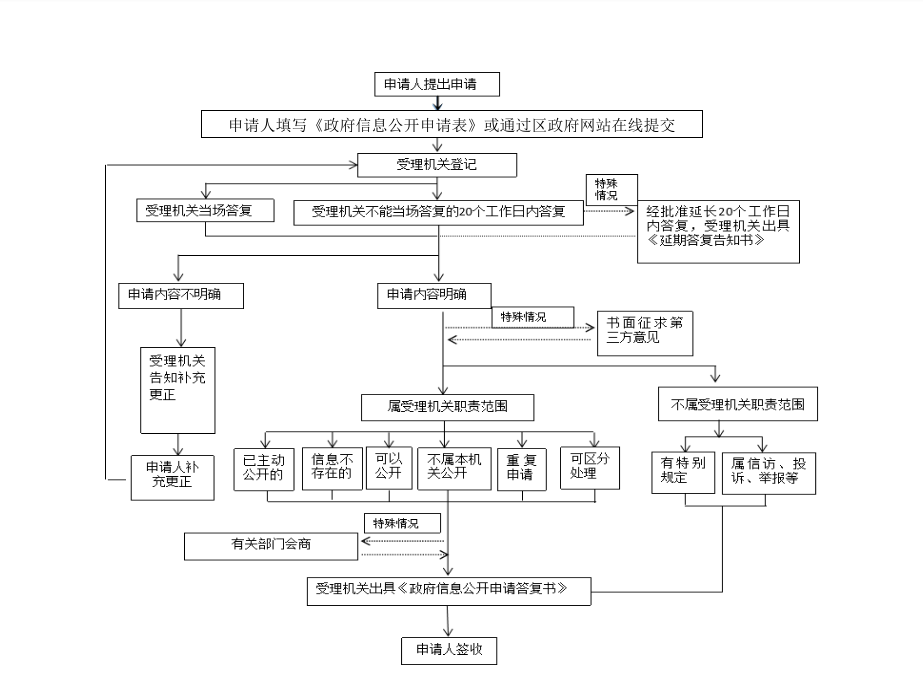 申请人提出申请
申请人填写《政府信息公开申请表》或通过区政府网站在线提交
受理机关登记
特殊
情况
受理机关当场答复
受理机关不能当场答复的20个工作日内答复
经批准延长20个工作日
内答复，受理机关出具
《延期答复告知书》
申请内容不明确
申请内容明确
特殊情况
书面征求第
三方意见
受理机关
告知补充
更正
属受理机关职责范围
不属受理机关职责范围
申请人补
充更正
已主动
公开的
信息不
存在的
可以
公开
不属本机
关公开
重复
申请
可区分
处理
有特别
规定
属信访、投
诉、举报等
特殊情况
有关部门会商
受理机关出具《政府信息公开申请答复书》
申请人签收